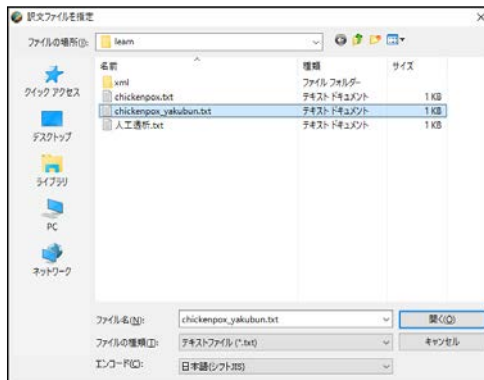 訳文ファイルを指定
ファイルの場所(I): learn
名前 種類 サイズ
xml ファイル フォルダー
chickenpox.txt テキスト ドキュメント 1 KB
chickenpox_yakubun.txt テキスト ドキュメント 1 KB
人工透析.txt テキスト ドキュメント 1 KB
クイック アクセス
デスクトップ
ライブラリ
PC
ネットワーク
ファイル名(N): chickenpox_yakubun.txt 開く(O)
ファイルの種類(T): テキストファイル (*.txt) キャンセル
エンコード(F): 日本語(シフトJIS)